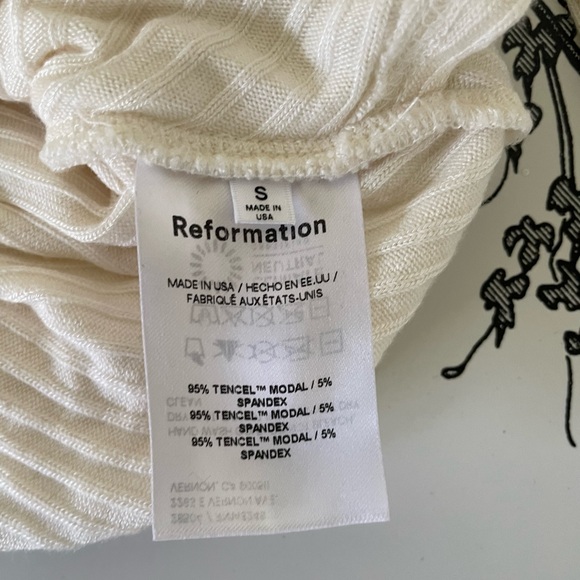 S
MADE IN
USA
Reformation
MADE IN USA / HECHO EN EE.UU /
FABRIQUÉ AUX ÉTATS-UNIS
95% TENCEL™ MODAL / 5%
SPANDEX
95% TENCEL™ MODAL / 5%
SPANDEX
95% TENCEL™ MODAL / 5%
SPANDEX